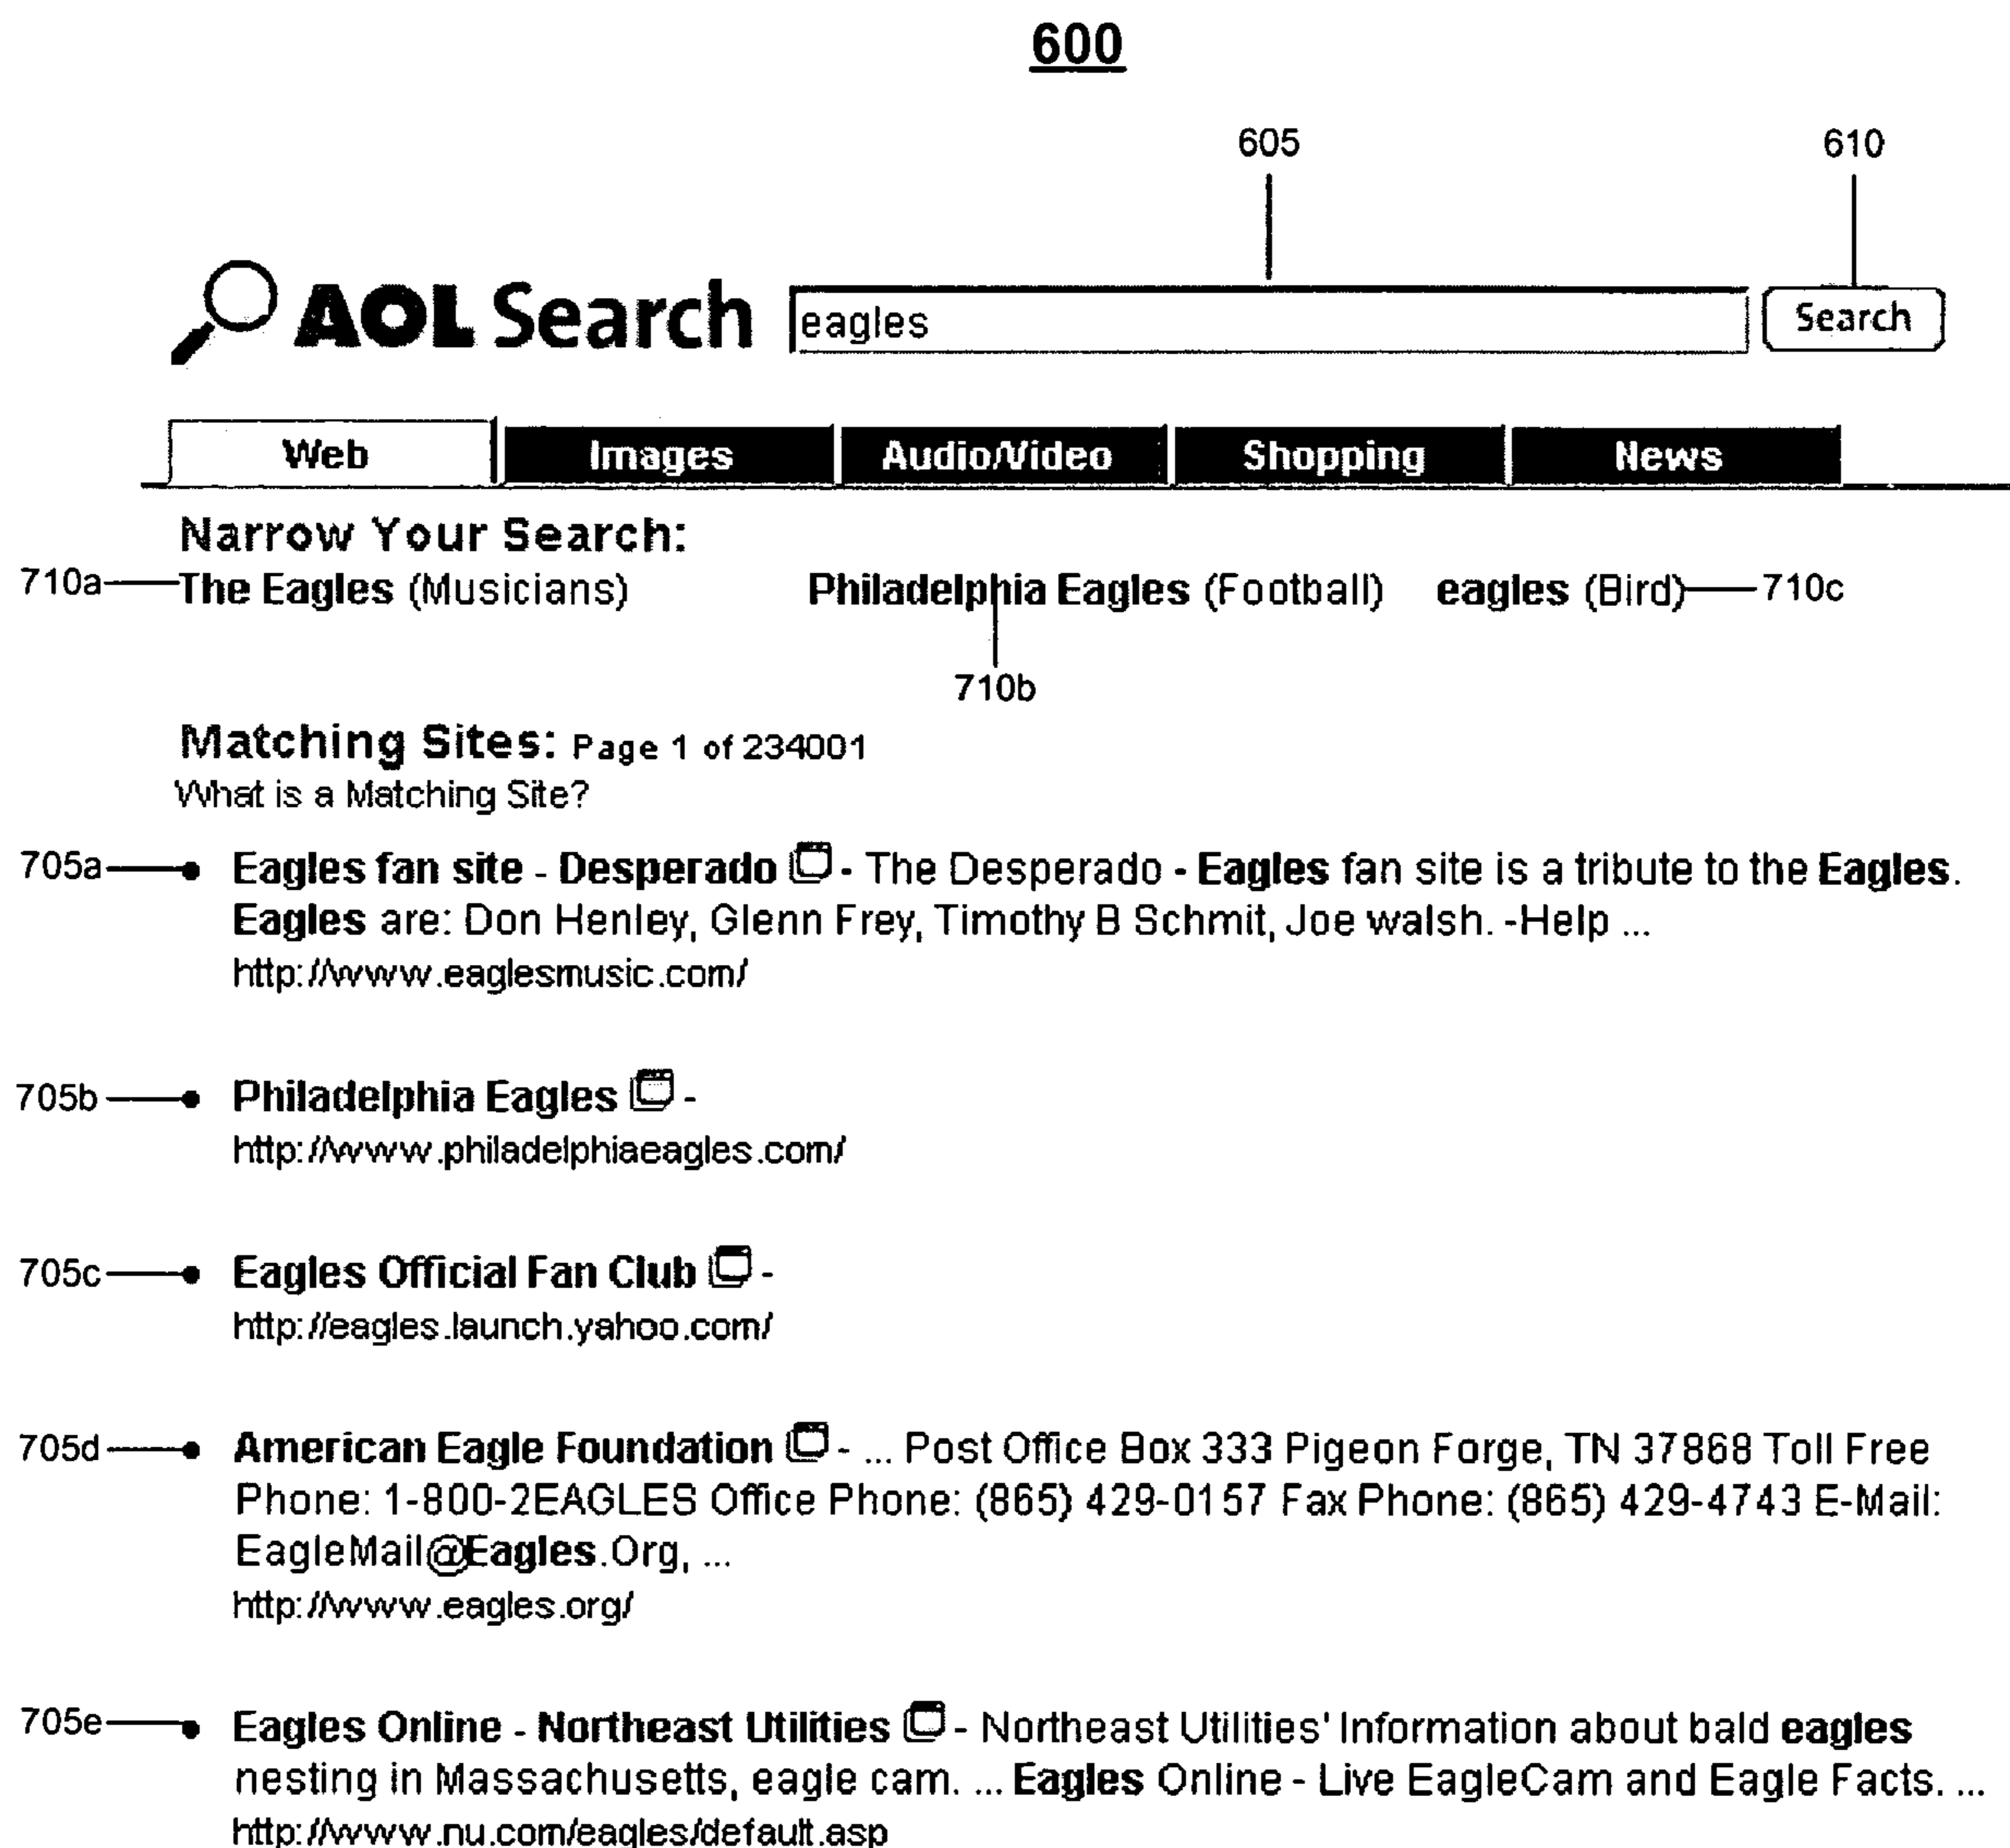 600
605 610
AOL Search eagles Search
Web Images Audio/Video Shopping News
Narrow Your Search:
710a The Eagles (Musicians) Philadelphia Eagles (Football) eagles (Bird) 710c
710b
Matching Sites: Page 1 of 234001
What is a Matching Site?
705a Eagles fan site - Desperado - The Desperado - Eagles fan site is a tribute to the Eagles.
Eagles are: Don Henley, Glenn Frey, Timothy B Schmit, Joe walsh. -Help ...
http://www.eaglesmusic.com/
705b Philadelphia Eagles -
http://www.philadelphiaeagles.com/
705c Eagles Official Fan Club -
http://eagles.launch.yahoo.com/
705d American Eagle Foundation - ... Post Office Box 333 Pigeon Forge, TN 37868 Toll Free
Phone: 1-800-2EAGLES Office Phone: (865) 429-0157 Fax Phone: (865) 429-4743 E-Mail:
EagleMail@Eagles.Org, ...
http://www.eagles.org/
705e Eagles Online - Northeast Utilities - Northeast Utilities' Information about bald eagles
nesting in Massachusetts, eagle cam. ... Eagles Online - Live EagleCam and Eagle Facts. ...
http://www.nu.com/eagles/default.asp